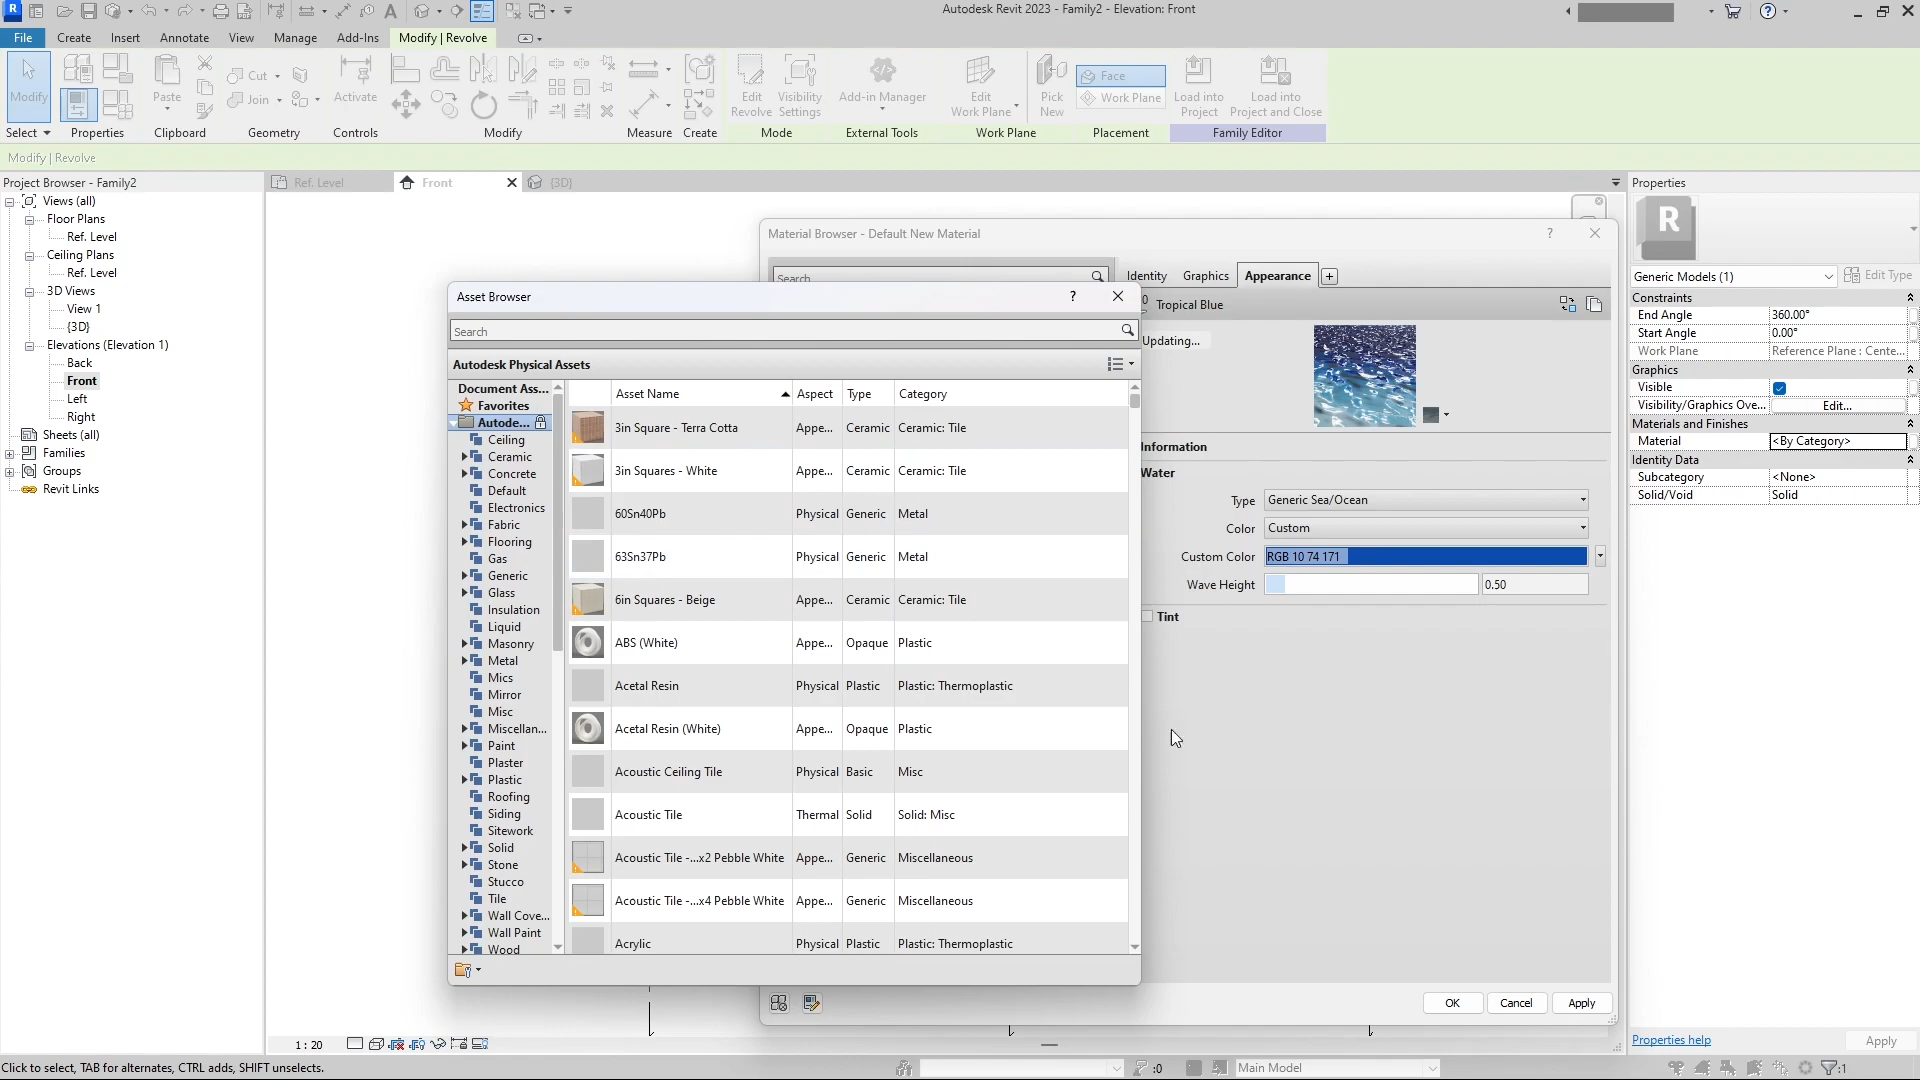 Autodesk Revit 2023 - Family2 - Elevation: Front
File Create Insert Annotate View Manage Add-Ins Modify | Revolve
Modify
Paste
Cut
Join
Activate
Edit Revolve
Visibility Settings
Add-in Manager
Edit Work Plane
Pick New
Face
Work Plane
Load into Project
Load into Project and Close
Select Properties Clipboard Geometry Controls Modify Measure Create Mode External Tools Work Plane Placement Family Editor
Modify | Revolve
Project Browser - Family2
Views (all)
Floor Plans
Ref. Level
Ceiling Plans
Ref. Level
3D Views
View 1
{3D}
Elevations (Elevation 1)
Back
Front
Left
Right
Sheets (all)
Families
Groups
Revit Links
Ref. Level
Front
{3D}
Material Browser - Default New Material
Search
Identity Graphics Appearance +
Tropical Blue
Updating...
Information
Water
Type Generic Sea/Ocean
Color Custom
Custom Color RGB 10 74 171
Wave Height 0.50
Tint
OK Cancel Apply
Asset Browser
Search
Autodesk Physical Assets
Document Ass...
Favorites
Autode...
Ceiling
Ceramic
Concrete
Default
Electronics
Fabric
Flooring
Gas
Generic
Glass
Insulation
Liquid
Masonry
Metal
Mics
Mirror
Misc
Miscellan...
Paint
Plaster
Plastic
Roofing
Siding
Sitework
Solid
Stone
Stucco
Tile
Wall Cove...
Wall Paint
Wood
Asset Name Aspect Type Category
3in Square - Terra Cotta Appe... Ceramic Ceramic: Tile
3in Squares - White Appe... Ceramic Ceramic: Tile
60Sn40Pb Physical Generic Metal
63Sn37Pb Physical Generic Metal
6in Squares - Beige Appe... Ceramic Ceramic: Tile
ABS (White) Appe... Opaque Plastic
Acetal Resin Physical Plastic Plastic: Thermoplastic
Acetal Resin (White) Appe... Opaque Plastic
Acoustic Ceiling Tile Physical Basic Misc
Acoustic Tile Thermal Solid Solid: Misc
Acoustic Tile -...x2 Pebble White Appe... Generic Miscellaneous
Acoustic Tile -...x4 Pebble White Appe... Generic Miscellaneous
Acrylic Physical Plastic Plastic: Thermoplastic
Properties
R
Generic Models (1) Edit Type
Constraints
End Angle 360.00°
Start Angle 0.00°
Work Plane Reference Plane : Cente...
Graphics
Visible
Visibility/Graphics Ove... Edit...
Materials and Finishes
Material <By Category>
Identity Data
Subcategory <None>
Solid/Void Solid
Properties help Apply
1 : 20
Click to select, TAB for alternates, CTRL adds, SHIFT unselects.
:0
Main Model
:1